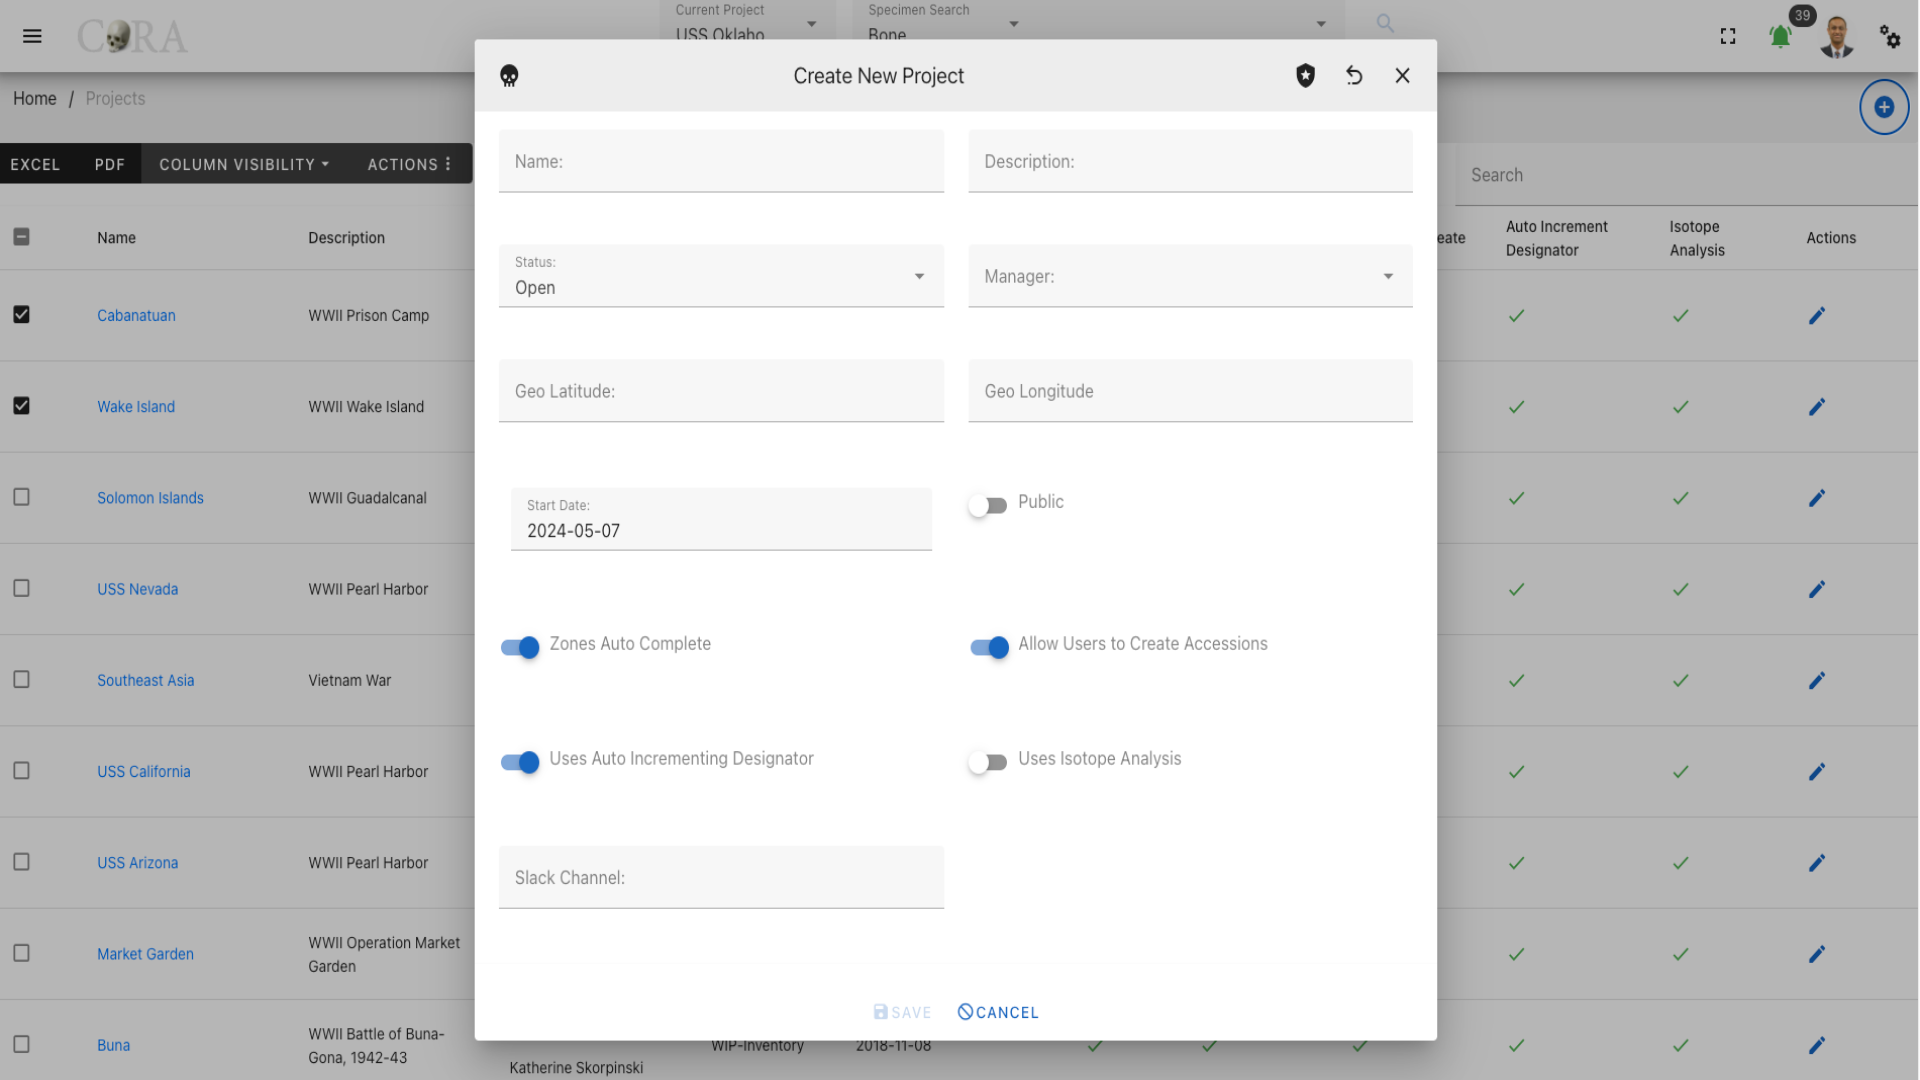 CORA
Current Project
USS Oklaho
Specimen Search
Bone
39
Home / Projects
EXCEL
PDF
COLUMN VISIBILITY
ACTIONS
Search
Name
Description
eate
Auto Increment
Designator
Isotope
Analysis
Actions
Cabanatuan
WWII Prison Camp
Wake Island
WWII Wake Island
Solomon Islands
WWII Guadalcanal
USS Nevada
WWII Pearl Harbor
Southeast Asia
Vietnam War
USS California
WWII Pearl Harbor
USS Arizona
WWII Pearl Harbor
Market Garden
WWII Operation Market
Garden
Buna
WWII Battle of Buna-
Gona, 1942-43
Katherine Skorpinski
WIP-Inventory
2018-11-08
Create New Project
Name:
Description:
Status:
Open
Manager:
Geo Latitude:
Geo Longitude
Start Date:
2024-05-07
Public
Zones Auto Complete
Allow Users to Create Accessions
Uses Auto Incrementing Designator
Uses Isotope Analysis
Slack Channel:
SAVE
CANCEL